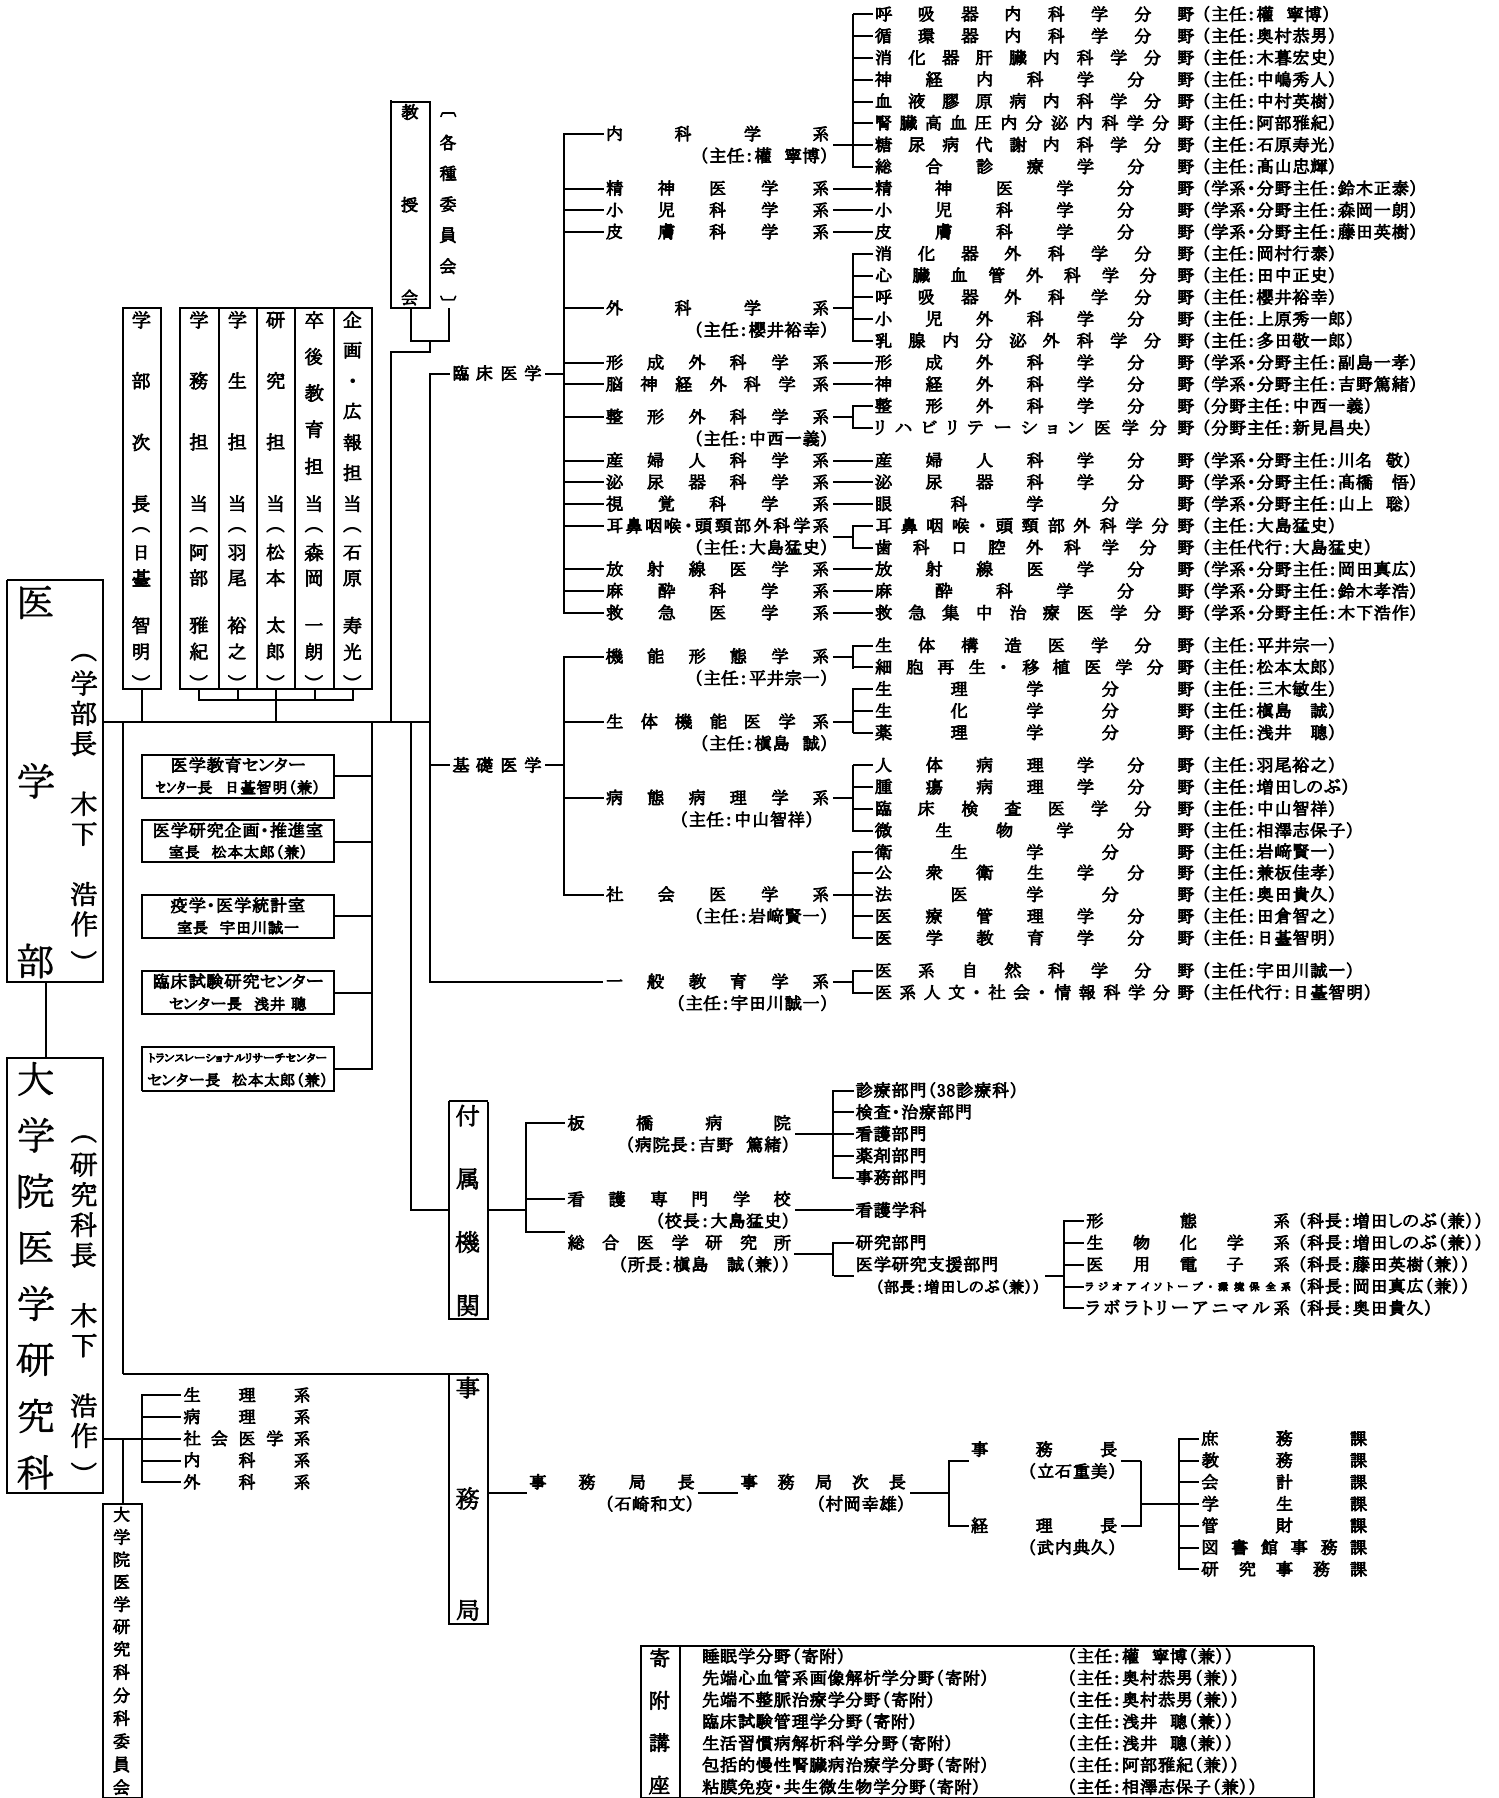 医学部
(学部長 木下 浩作)
大学院医学研究科
(研究科長 木下 浩作)
学部次長(日臺智明)
学務担当(阿部雅紀)
学生担当(羽尾裕之)
研究担当(松本太郎)
卒後教育担当(森岡一朗)
企画・広報担当(石原寿光)
教授会
〔各種委員会〕
医学教育センター
センター長 日臺智明(兼)
医学研究企画・推進室
室長 松本太郎(兼)
疫学・医学統計室
室長 宇田川誠一
臨床試験研究センター
センター長 浅井 聰
トランスレーショナルリサーチセンター
センター長 松本太郎(兼)
臨床医学
内科学系
(主任:權 寧博)
呼吸器内科学分野(主任:權 寧博)
循環器内科学分野(主任:奥村恭男)
消化器肝臓内科学分野(主任:木暮宏史)
神経内科学分野(主任:中嶋秀人)
血液膠原病内科学分野(主任:中村英樹)
腎臓高血圧内分泌内科学分野(主任:阿部雅紀)
糖尿病代謝内科学分野(主任:石原寿光)
総合診療学分野(主任:髙山忠輝)
精神医学系 精神医学分野(学系・分野主任:鈴木正泰)
小児科学系 小児科学分野(学系・分野主任:森岡一朗)
皮膚科学系 皮膚科学分野(学系・分野主任:藤田英樹)
外科学系
(主任:櫻井裕幸)
消化器外科学分野(主任:岡村行泰)
心臓血管外科学分野(主任:田中正史)
呼吸器外科学分野(主任:櫻井裕幸)
小児外科学分野(主任:上原秀一郎)
乳腺内分泌外科学分野(主任:多田敬一郎)
形成外科学系 形成外科学分野(学系・分野主任:副島一孝)
脳神経外科学系 神経外科学分野(学系・分野主任:吉野篤緒)
整形外科学系
(主任:中西一義)
整形外科学分野(分野主任:中西一義)
リハビリテーション医学分野(分野主任:新見昌央)
産婦人科学系 産婦人科学分野(学系・分野主任:川名 敬)
泌尿器科学系 泌尿器科学分野(学系・分野主任:髙橋 悟)
視覚科学系 眼科学分野(学系・分野主任:山上 聡)
耳鼻咽喉・頭頸部外科学系
(主任:大島猛史)
耳鼻咽喉・頭頸部外科学分野(主任:大島猛史)
歯科口腔外科学分野(主任代行:大島猛史)
放射線医学系 放射線医学分野(学系・分野主任:岡田真広)
麻酔科学系 麻酔科学分野(学系・分野主任:鈴木孝浩)
救急医学系 救急集中治療医学分野(学系・分野主任:木下浩作)
基礎医学
機能形態学系
(主任:平井宗一)
生体構造医学分野(主任:平井宗一)
細胞再生・移植医学分野(主任:松本太郎)
生体機能医学系
(主任:槇島 誠)
生理学分野(主任:三木敏生)
生化学分野(主任:槇島 誠)
薬理学分野(主任:浅井 聰)
病態病理学系
(主任:中山智祥)
人体病理学分野(主任:羽尾裕之)
腫瘍病理学分野(主任:増田しのぶ)
臨床検査医学分野(主任:中山智祥)
微生物学分野(主任:相澤志保子)
社会医学系
(主任:岩﨑賢一)
衛生学分野(主任:岩﨑賢一)
公衆衛生学分野(主任:兼板佳孝)
法医学分野(主任:奥田貴久)
医療管理学分野(主任:田倉智之)
医学教育学分野(主任:日臺智明)
一般教育学系
(主任:宇田川誠一)
医系自然科学分野(主任:宇田川誠一)
医系人文・社会・情報科学分野(主任代行:日臺智明)
付属機関
板橋病院
(病院長:吉野 篤緒)
診療部門(38診療科)
検査・治療部門
看護部門
薬剤部門
事務部門
看護専門学校
(校長:大島猛史)
看護学科
総合医学研究所
(所長:槇島 誠(兼))
研究部門
医学研究支援部門
(部長:増田しのぶ(兼))
形態系(科長:増田しのぶ(兼))
生物化学系(科長:増田しのぶ(兼))
医用電子系(科長:藤田英樹(兼))
ラジオアイソトープ・環境保全系(科長:岡田真広(兼))
ラボラトリーアニマル系(科長:奥田貴久)
事務局
事務局長
(石崎和文)
事務局次長
(村岡幸雄)
事務長
(立石重美)
経理長
(武内典久)
庶務課
教務課
会計課
学生課
管財課
図書館事務課
研究事務課
生理系
病理系
社会医学系
内科系
外科系
大学院医学研究科分科委員会
寄附講座
睡眠学分野(寄附) (主任:權 寧博(兼))
先端心血管系画像解析学分野(寄附) (主任:奥村恭男(兼))
先端不整脈治療学分野(寄附) (主任:奥村恭男(兼))
臨床試験管理学分野(寄附) (主任:浅井 聰(兼))
生活習慣病解析科学分野(寄附) (主任:浅井 聰(兼))
包括的慢性腎臓病治療学分野(寄附) (主任:阿部雅紀(兼))
粘膜免疫・共生微生物学分野(寄附) (主任:相澤志保子(兼))